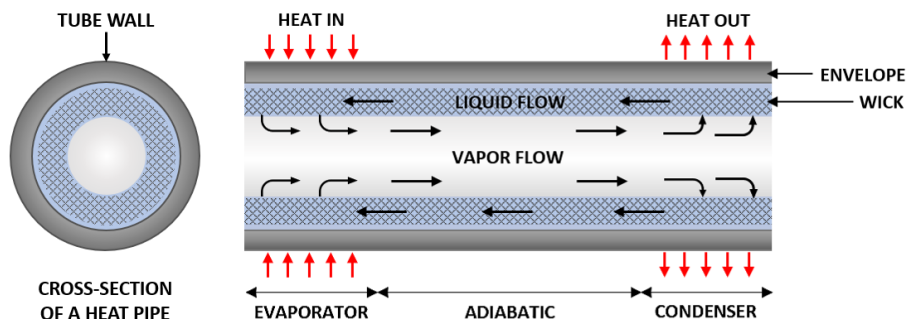 TUBE WALL
HEAT IN
HEAT OUT
ENVELOPE
LIQUID FLOW
WICK
VAPOR FLOW
CROSS-SECTION
OF A HEAT PIPE
EVAPORATOR
ADIABATIC
CONDENSER